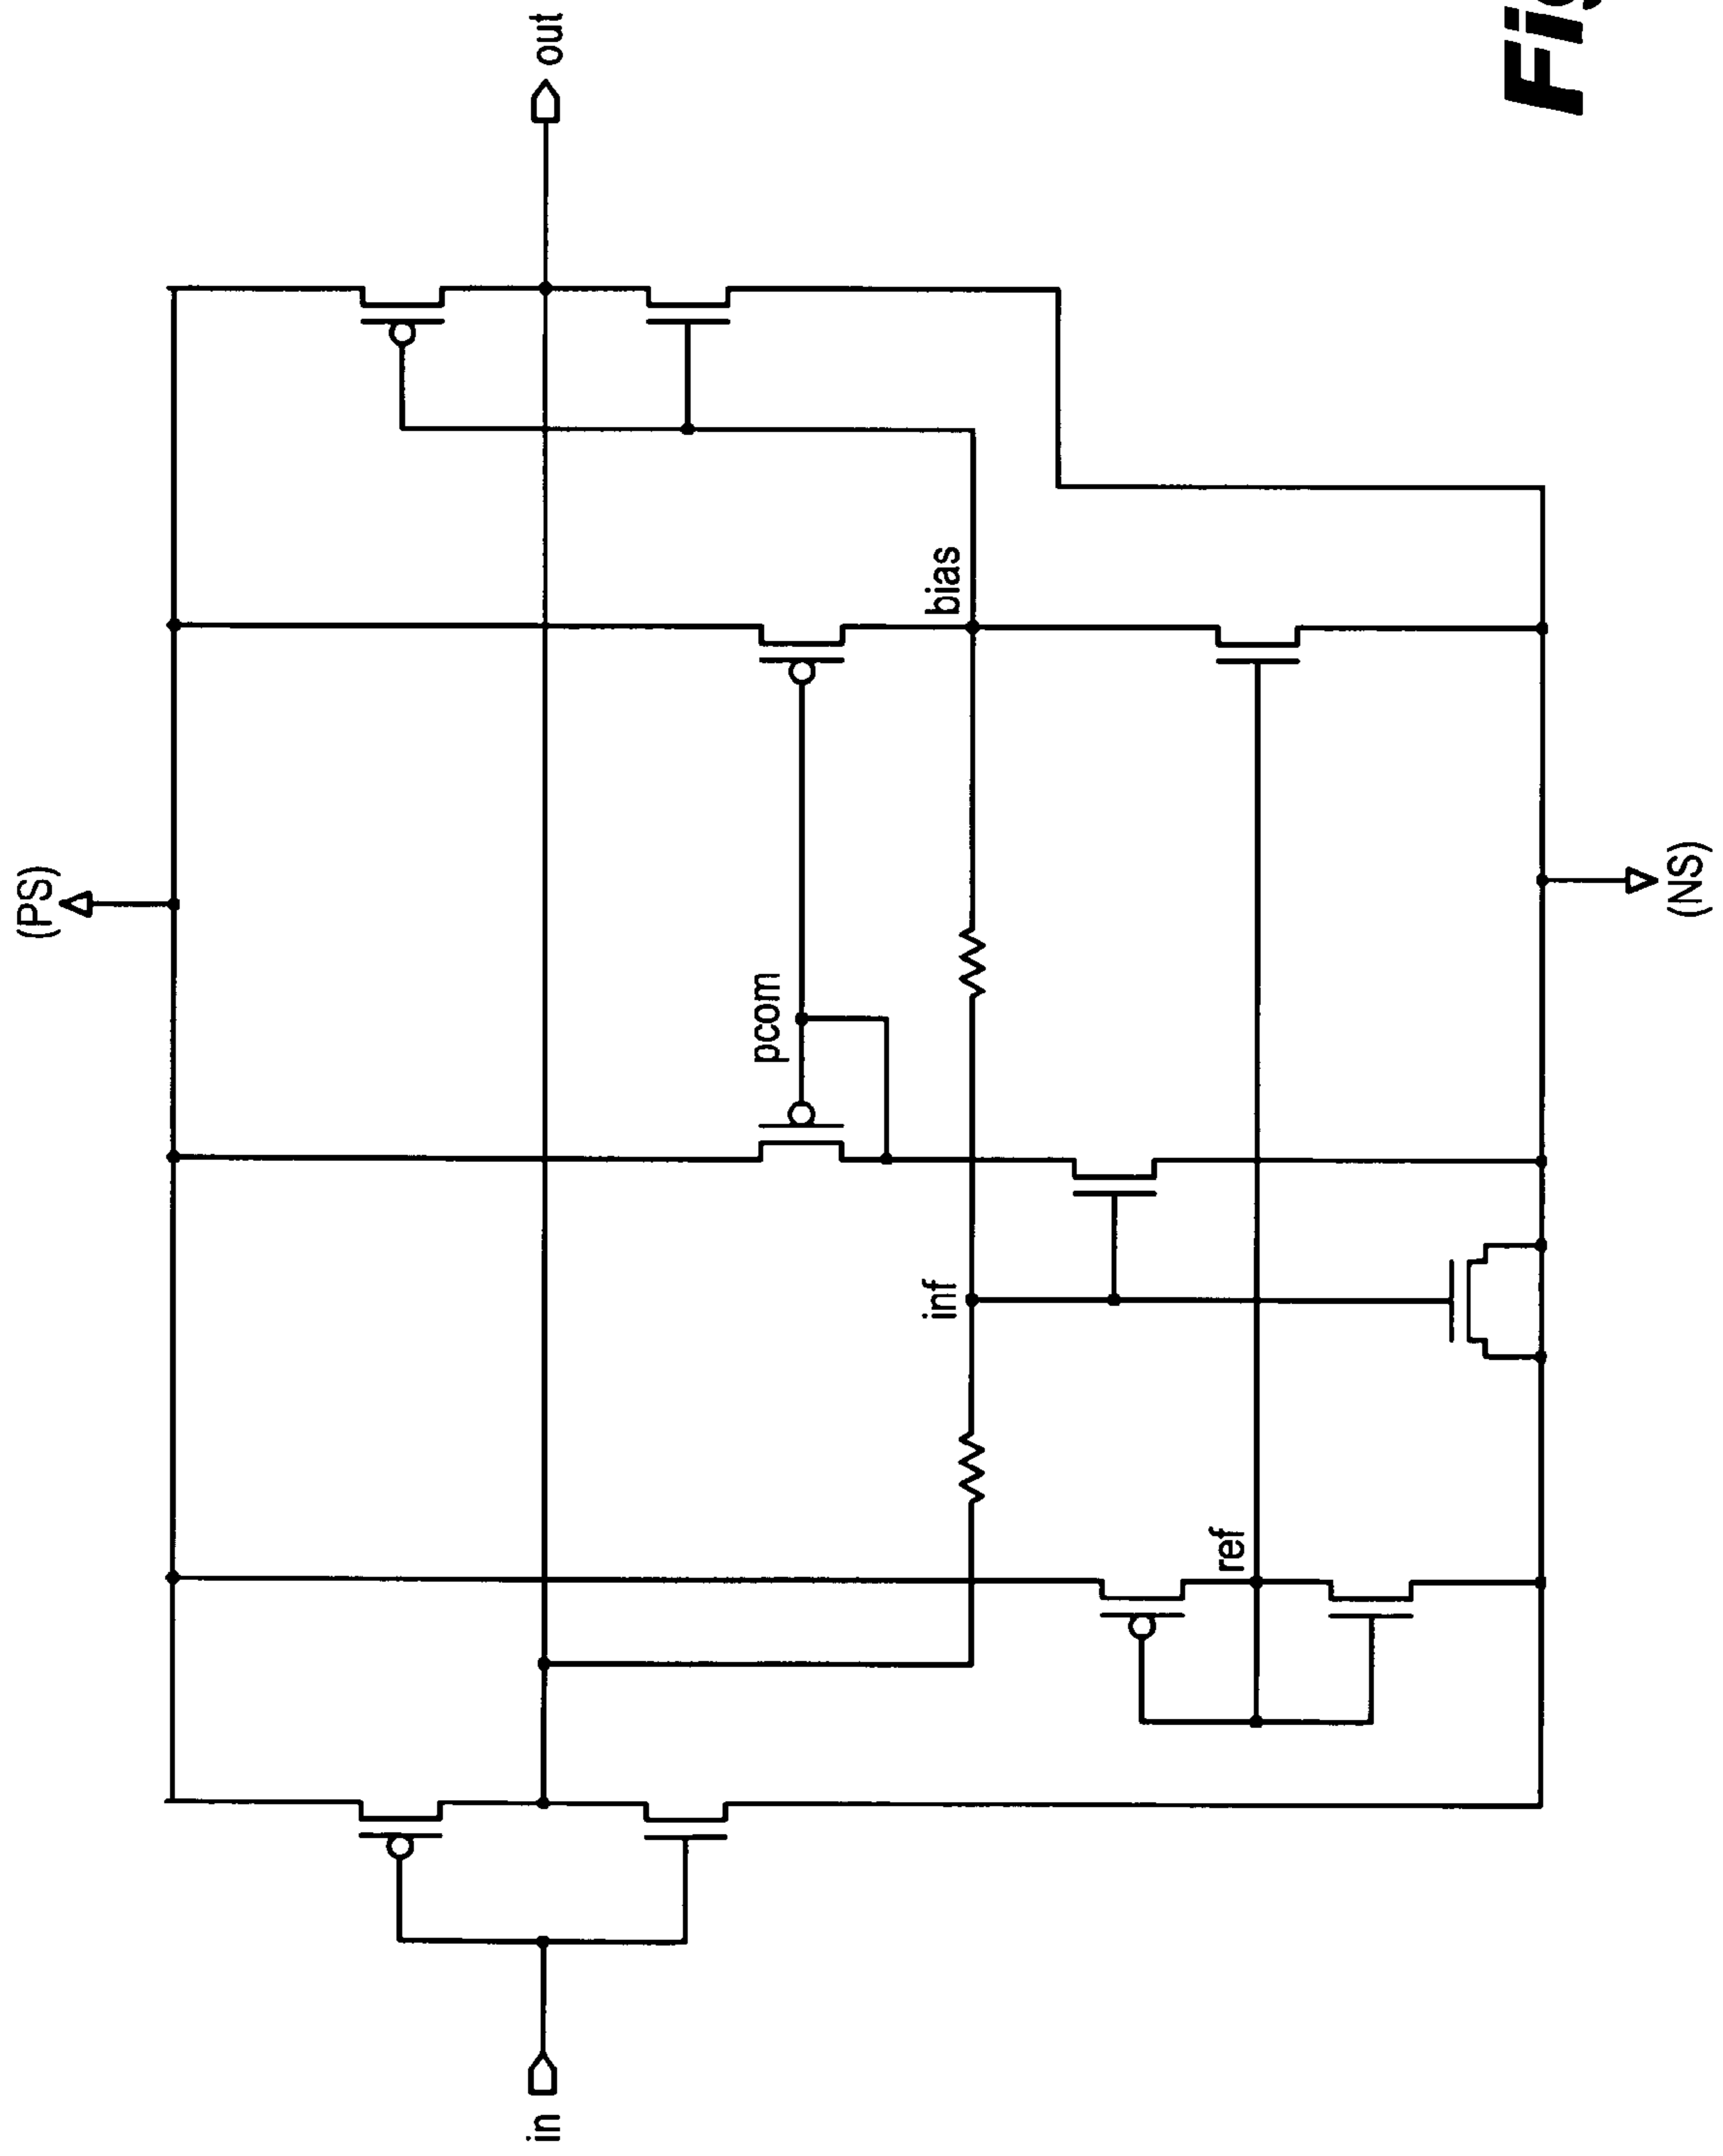 (PS)
out
pcom
bias
inf
ref
in
(NS)